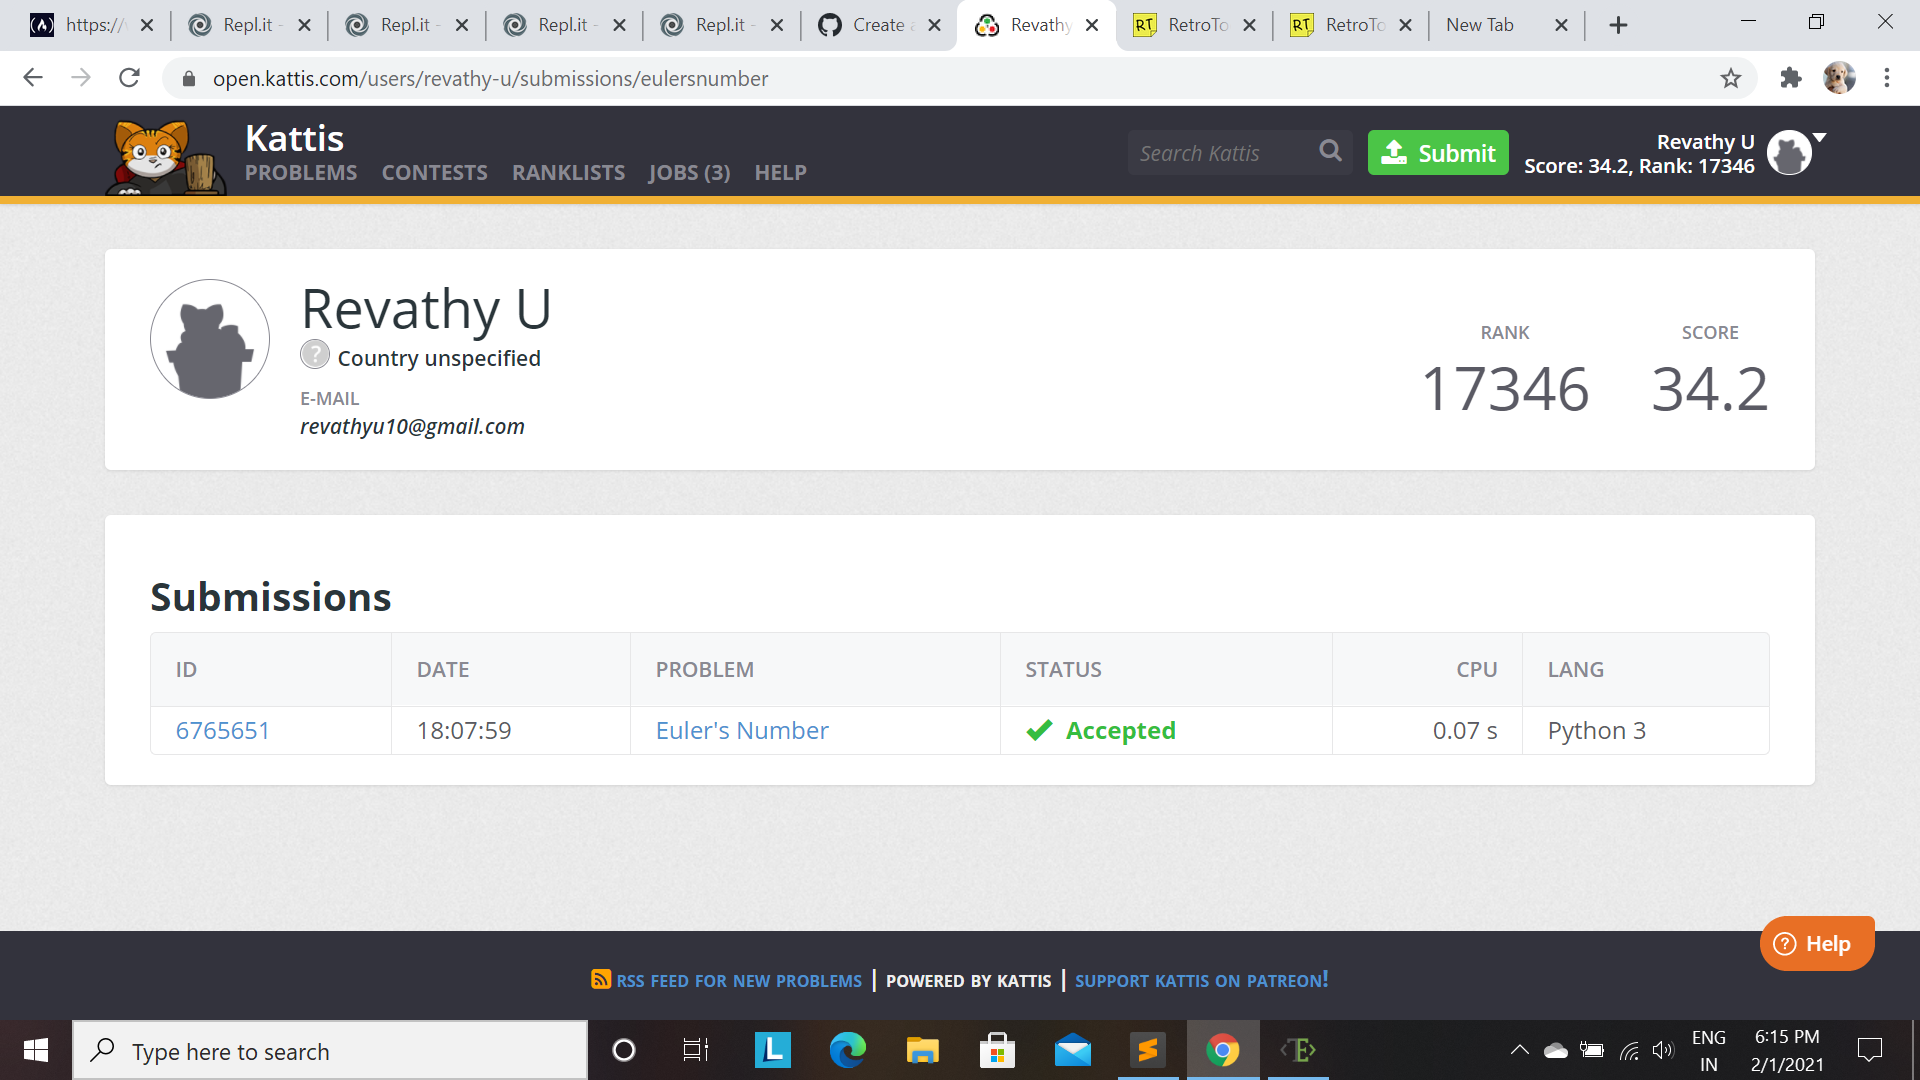 https:// Repl.it - Repl.it - Repl.it - Repl.it - Create a Revathy RetroTo RetroTo New Tab
open.kattis.com/users/revathy-u/submissions/eulersnumber
Kattis
PROBLEMS CONTESTS RANKLISTS JOBS (3) HELP
Search Kattis
Submit
Revathy U
Score: 34.2, Rank: 17346
Revathy U
Country unspecified
E-MAIL
revathyu10@gmail.com
RANK
17346
SCORE
34.2
Submissions
ID DATE PROBLEM STATUS CPU LANG
6765651 18:07:59 Euler's Number Accepted 0.07 s Python 3
Help
RSS FEED FOR NEW PROBLEMS | POWERED BY KATTIS | SUPPORT KATTIS ON PATREON!
Type here to search
ENG
IN
6:15 PM
2/1/2021